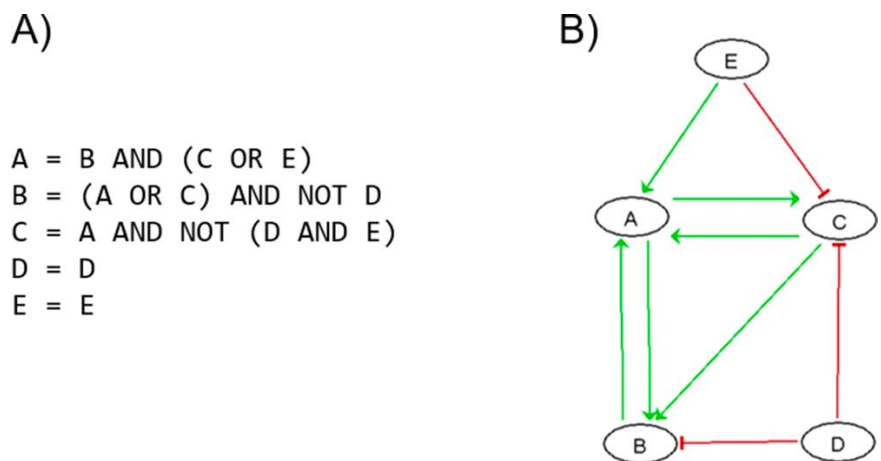 A)
A = B AND (C OR E)
B = (A OR C) AND NOT D
C = A AND NOT (D AND E)
D = D
E = E
B)
E
A
C
B
D